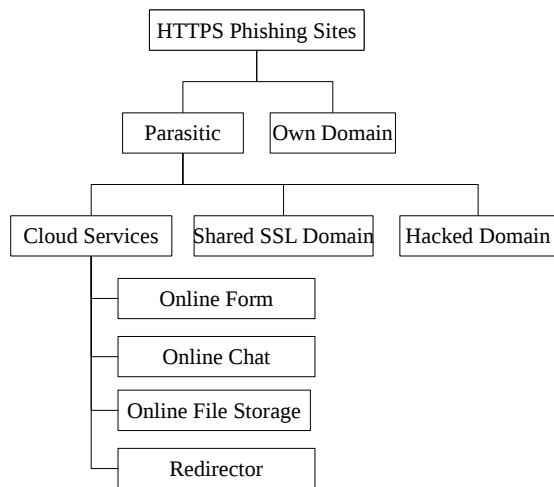 HTTPS Phishing Sites
Parasitic
Own Domain
Cloud Services
Shared SSL Domain
Hacked Domain
Online Form
Online Chat
Online File Storage
Redirector